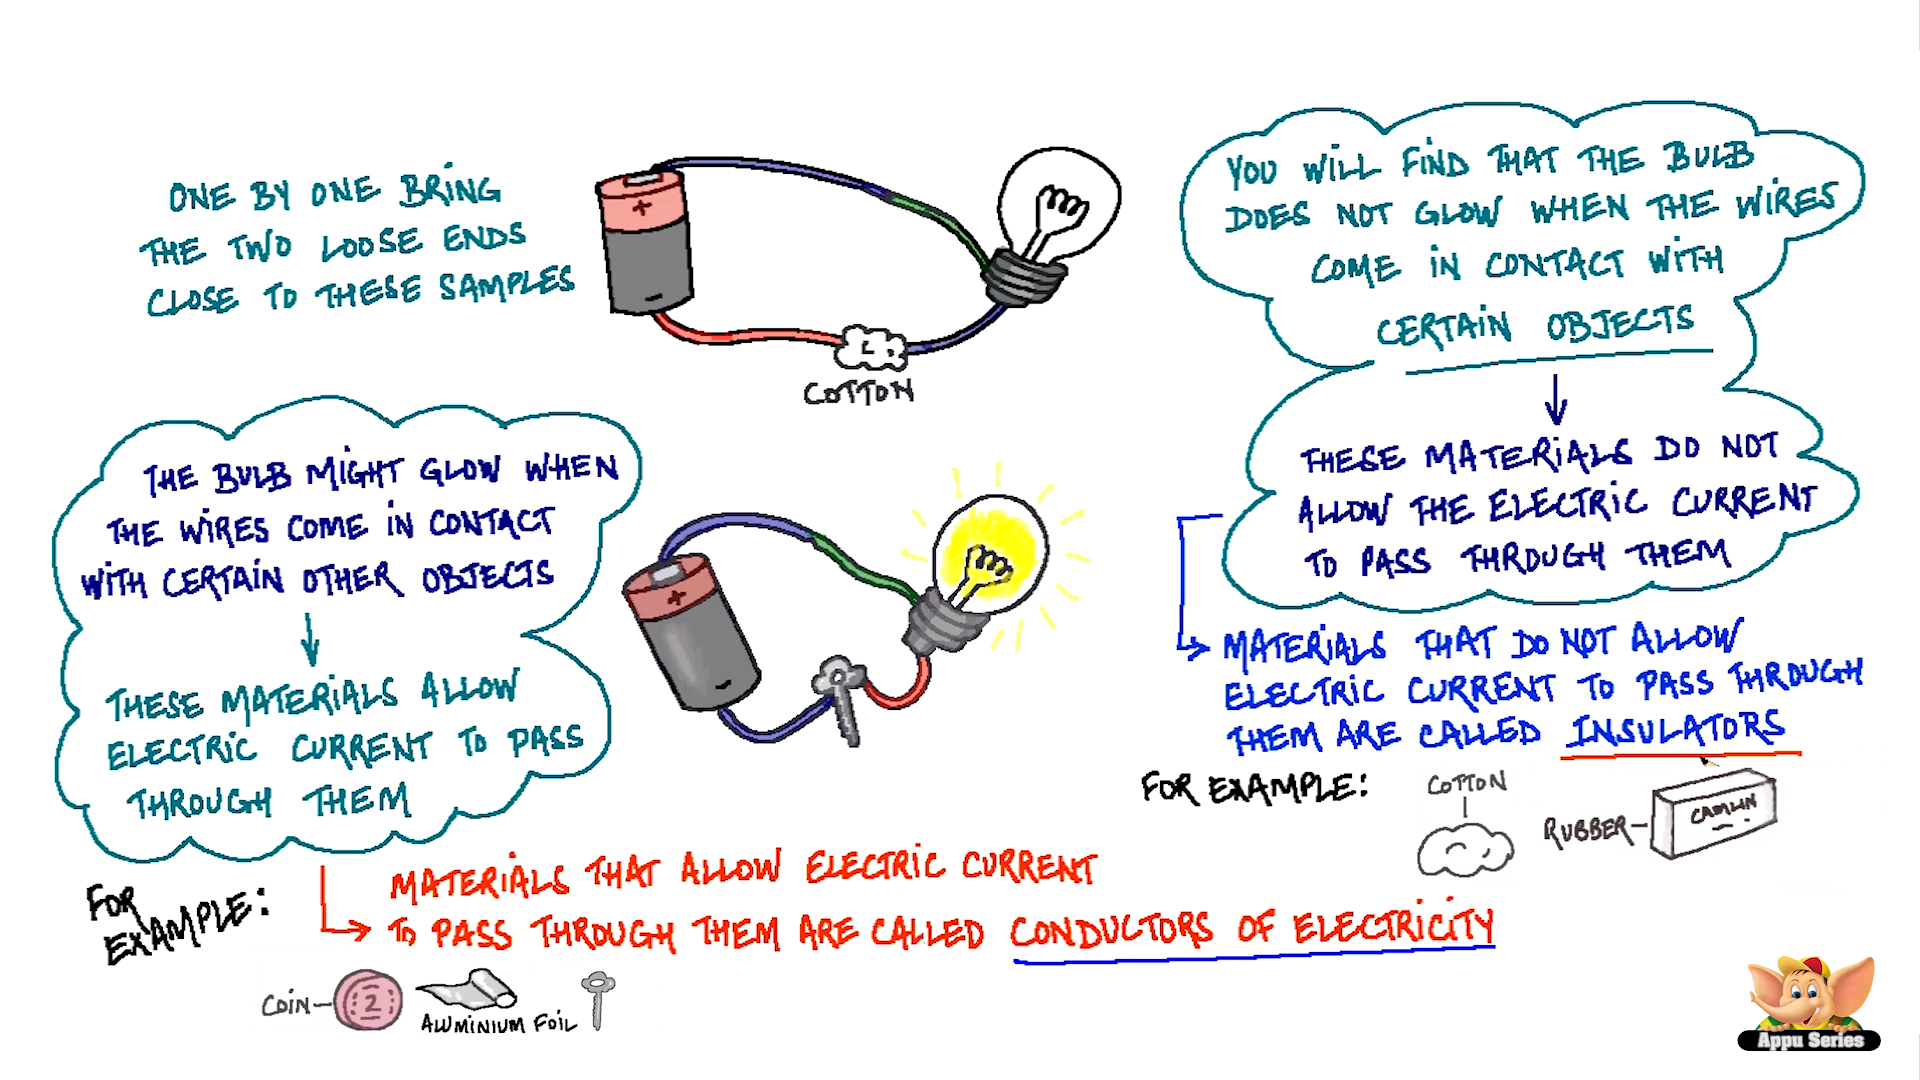 ONE BY ONE BRING
THE TWO LOOSE ENDS
CLOSE TO THESE SAMPLES
+
COTTON
YOU WILL FIND THAT THE BULB
DOES NOT GLOW WHEN THE WIRES
COME IN CONTACT WITH
CERTAIN OBJECTS
THESE MATERIALS DO NOT
ALLOW THE ELECTRIC CURRENT
TO PASS THROUGH THEM
MATERIALS THAT DO NOT ALLOW
ELECTRIC CURRENT TO PASS THROUGH
THEM ARE CALLED INSULATORS
FOR EXAMPLE:
COTTON
RUBBER
CAMLIN
THE BULB MIGHT GLOW WHEN
THE WIRES COME IN CONTACT
WITH CERTAIN OTHER OBJECTS
THESE MATERIALS ALLOW
ELECTRIC CURRENT TO PASS
THROUGH THEM
+
MATERIALS THAT ALLOW ELECTRIC CURRENT
TO PASS THROUGH THEM ARE CALLED CONDUCTORS OF ELECTRICITY
FOR
EXAMPLE:
COIN
2
ALUMINIUM FOIL
Appu Series